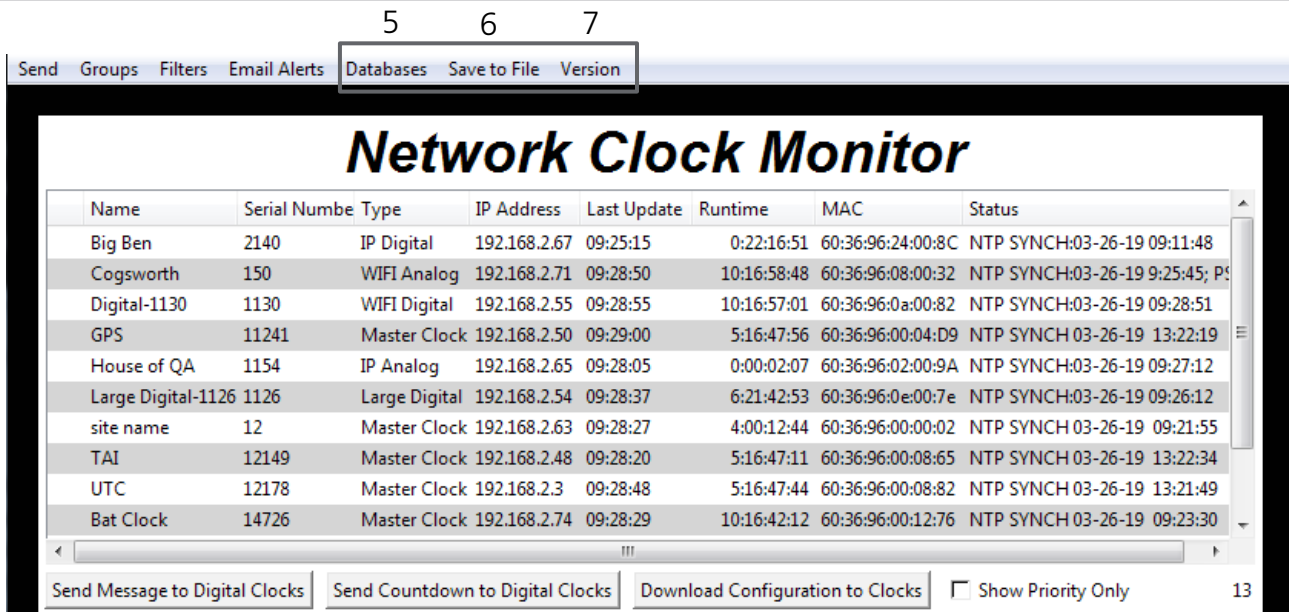 5 6 7
Send Groups Filters Email Alerts Databases Save to File Version
Network Clock Monitor
Name Serial Numbe Type IP Address Last Update Runtime MAC Status
Big Ben 2140 IP Digital 192.168.2.67 09:25:15 0:22:16:51 60:36:96:24:00:8C NTP SYNCH:03-26-19 09:11:48
Cogsworth 150 WIFI Analog 192.168.2.71 09:28:50 10:16:58:48 60:36:96:08:00:32 NTP SYNCH:03-26-19 9:25:45; PS
Digital-1130 1130 WIFI Digital 192.168.2.55 09:28:55 10:16:57:01 60:36:96:0a:00:82 NTP SYNCH:03-26-19 09:28:51
GPS 11241 Master Clock 192.168.2.50 09:29:00 5:16:47:56 60:36:96:00:04:D9 NTP SYNCH 03-26-19 13:22:19
House of QA 1154 IP Analog 192.168.2.65 09:28:05 0:00:02:07 60:36:96:02:00:9A NTP SYNCH:03-26-19 09:27:12
Large Digital-1126 1126 Large Digital 192.168.2.54 09:28:37 6:21:42:53 60:36:96:0e:00:7e NTP SYNCH:03-26-19 09:26:12
site name 12 Master Clock 192.168.2.63 09:28:27 4:00:12:44 60:36:96:00:00:02 NTP SYNCH 03-26-19 09:21:55
TAI 12149 Master Clock 192.168.2.48 09:28:20 5:16:47:11 60:36:96:00:08:65 NTP SYNCH 03-26-19 13:22:34
UTC 12178 Master Clock 192.168.2.3 09:28:48 5:16:47:44 60:36:96:00:08:82 NTP SYNCH 03-26-19 13:21:49
Bat Clock 14726 Master Clock 192.168.2.74 09:28:29 10:16:42:12 60:36:96:00:12:76 NTP SYNCH 03-26-19 09:23:30
Send Message to Digital Clocks Send Countdown to Digital Clocks Download Configuration to Clocks Show Priority Only 13